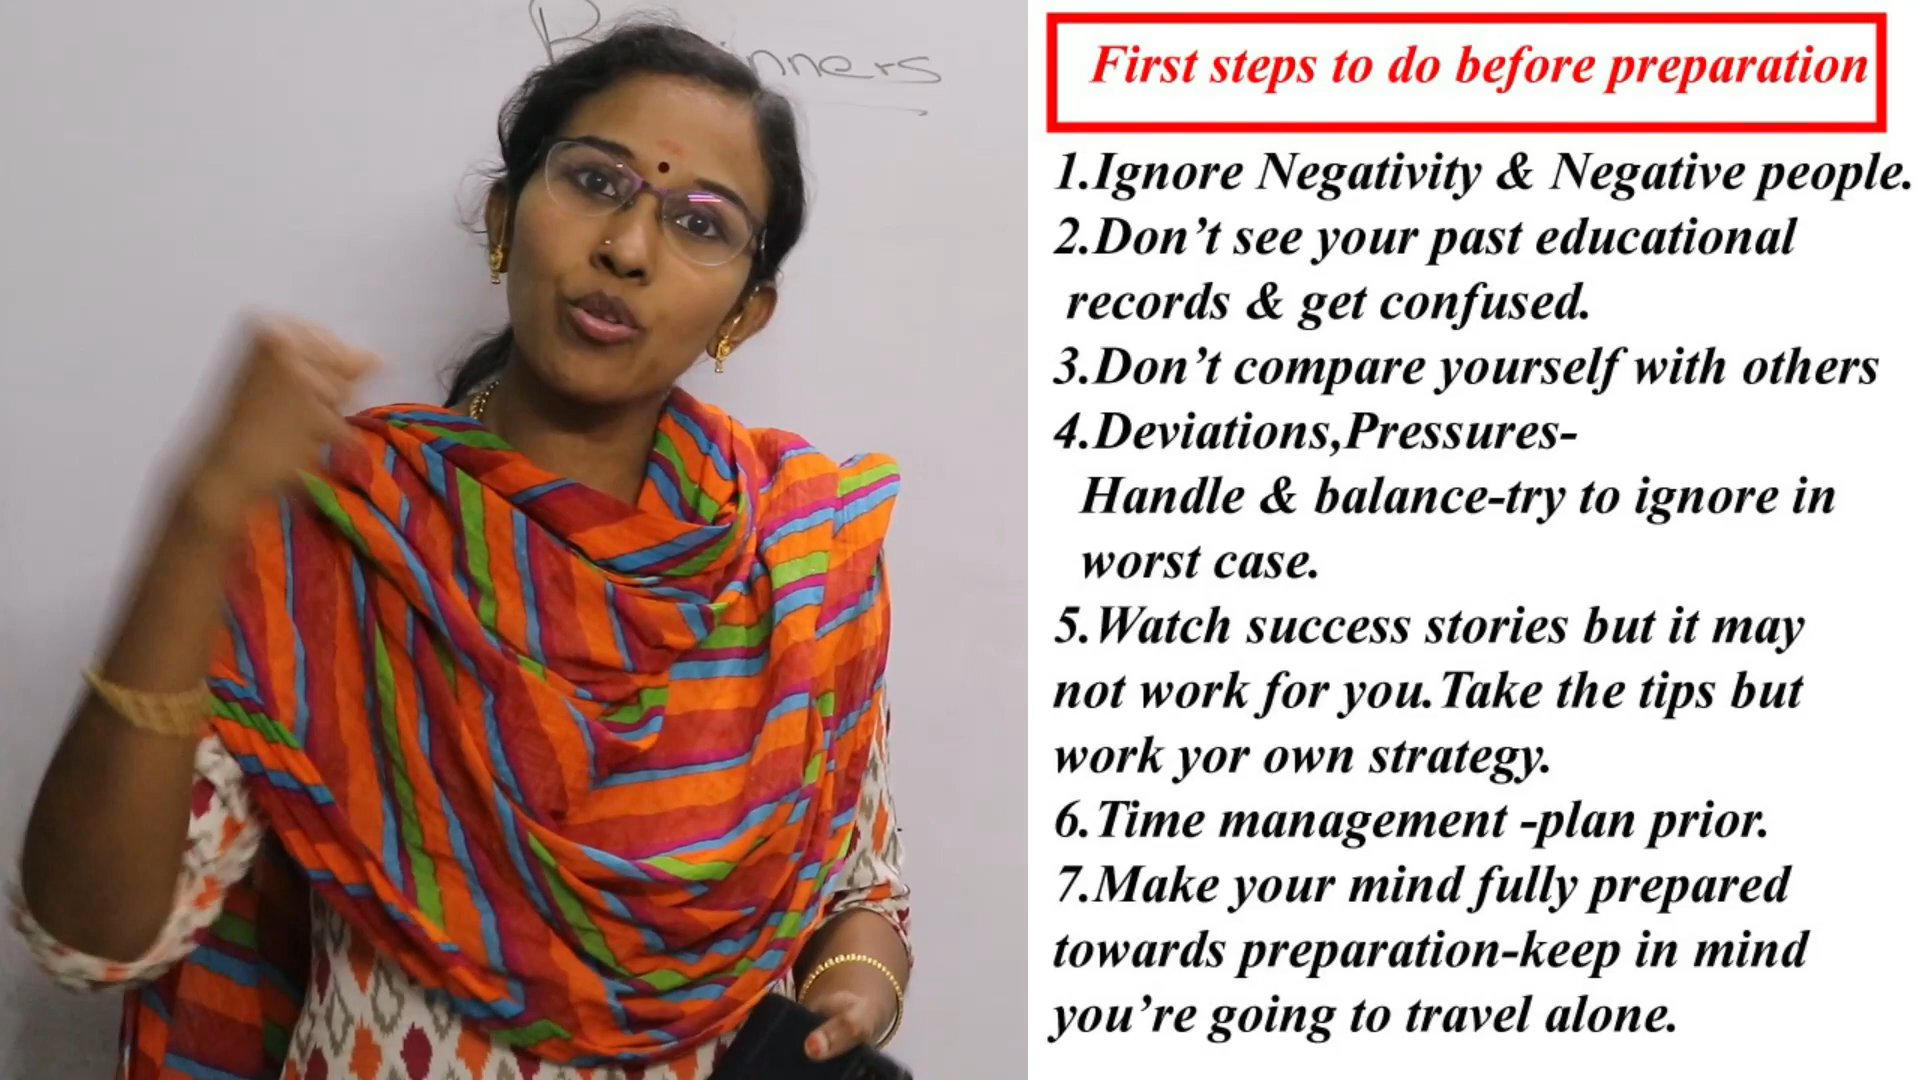 First steps to do before preparation
1.Ignore Negativity & Negative people.
2.Don’t see your past educational
records & get confused.
3.Don’t compare yourself with others
4.Deviations,Pressures-
Handle & balance-try to ignore in
worst case.
5.Watch success stories but it may
not work for you.Take the tips but
work yor own strategy.
6.Time management -plan prior.
7.Make your mind fully prepared
towards preparation-keep in mind
you’re going to travel alone.